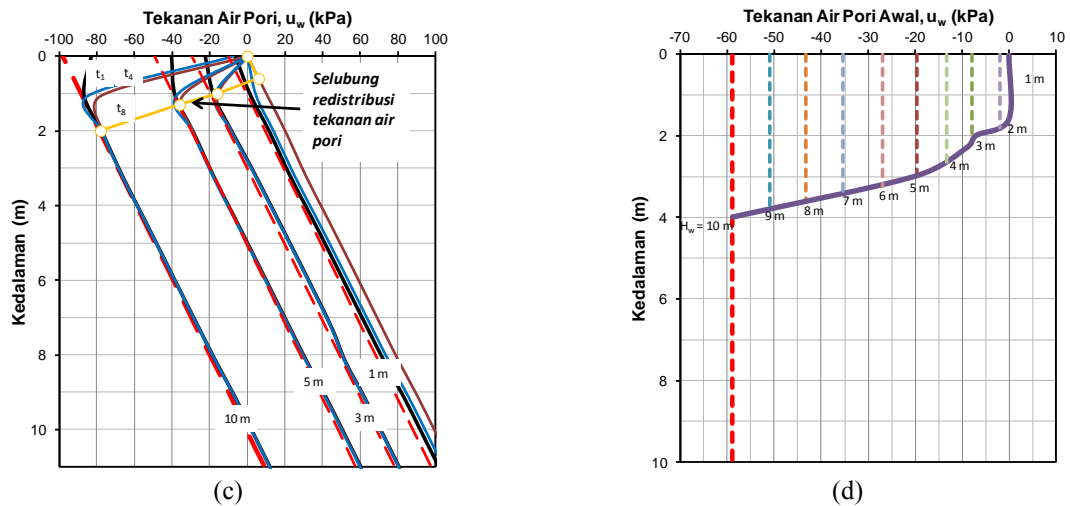 Tekanan Air Pori, u_w (kPa)
-100 -80 -60 -40 -20 0 20 40 60 80 100
0
2
4
6
8
10
Kedalaman (m)
t₁ t₄
t₈
Selubung
redistribusi
tekanan air
pori
1 m
5 m
3 m
10 m
(c)
Tekanan Air Pori Awal, u_w (kPa)
-70 -60 -50 -40 -30 -20 -10 0 10
0
2
4
6
8
10
Kedalaman (m)
1 m
2 m
3 m
4 m
5 m
6 m
7 m
8 m
9 m
H_w = 10 m
(d)